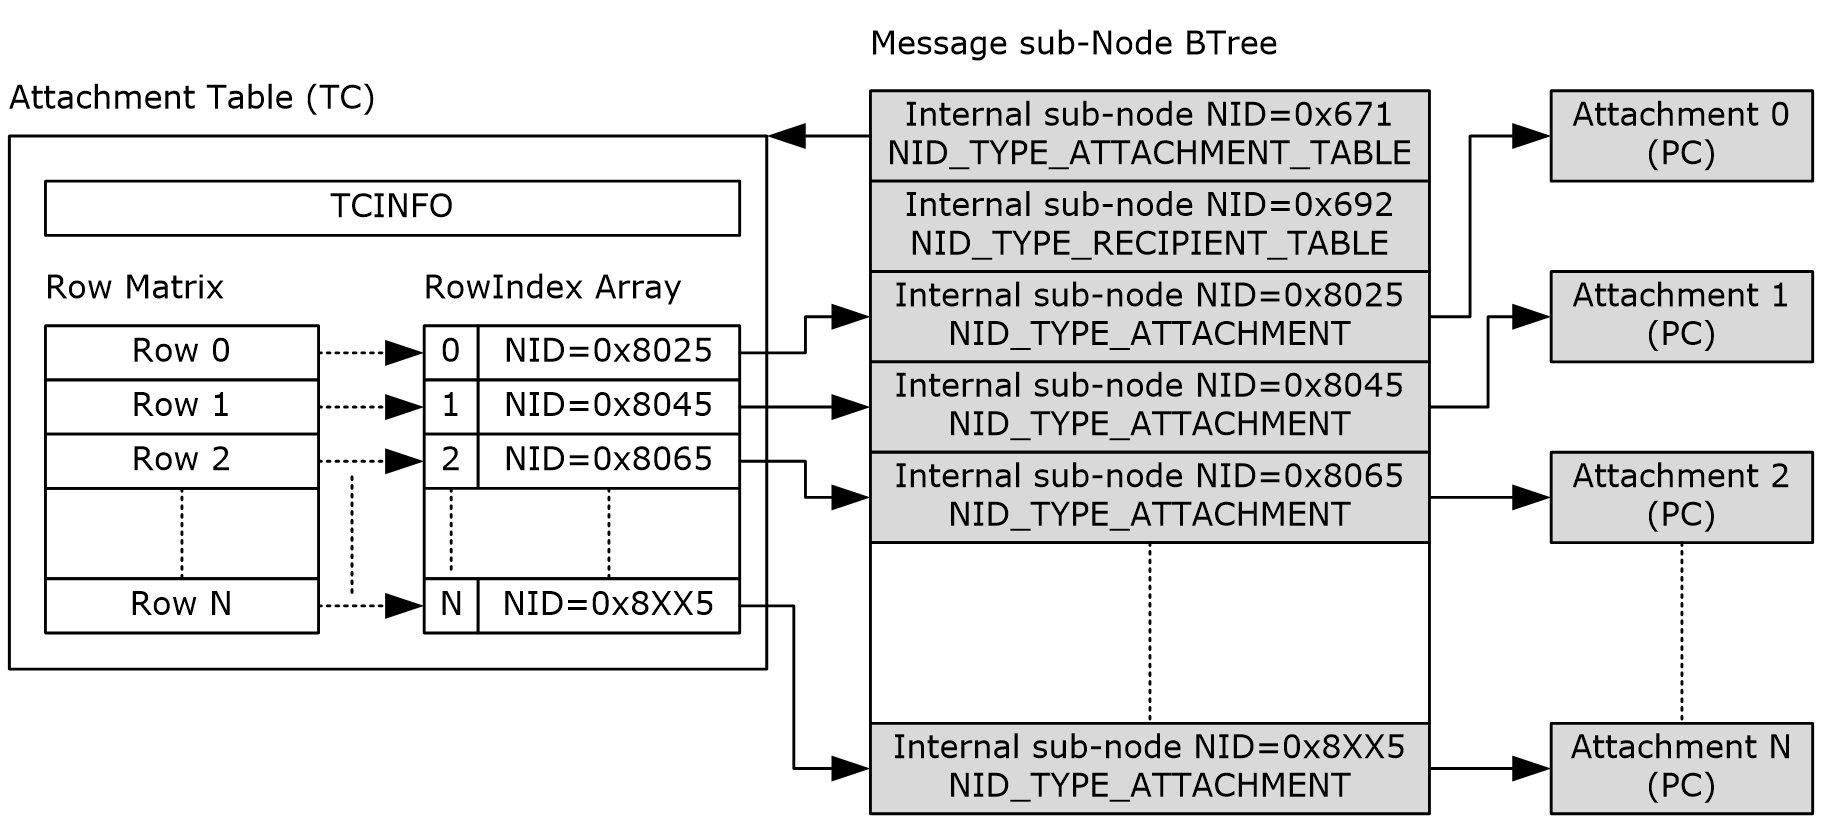 Message sub-Node BTree
Attachment Table (TC)
TCINFO
Row Matrix
RowIndex Array
Row 0
0
NID=0x8025
Row 1
1
NID=0x8045
Row 2
2
NID=0x8065
Row N
N
NID=0x8XX5
Internal sub-node NID=0x671
NID_TYPE_ATTACHMENT_TABLE
Internal sub-node NID=0x692
NID_TYPE_RECIPIENT_TABLE
Internal sub-node NID=0x8025
NID_TYPE_ATTACHMENT
Internal sub-node NID=0x8045
NID_TYPE_ATTACHMENT
Internal sub-node NID=0x8065
NID_TYPE_ATTACHMENT
Internal sub-node NID=0x8XX5
NID_TYPE_ATTACHMENT
Attachment 0
(PC)
Attachment 1
(PC)
Attachment 2
(PC)
Attachment N
(PC)